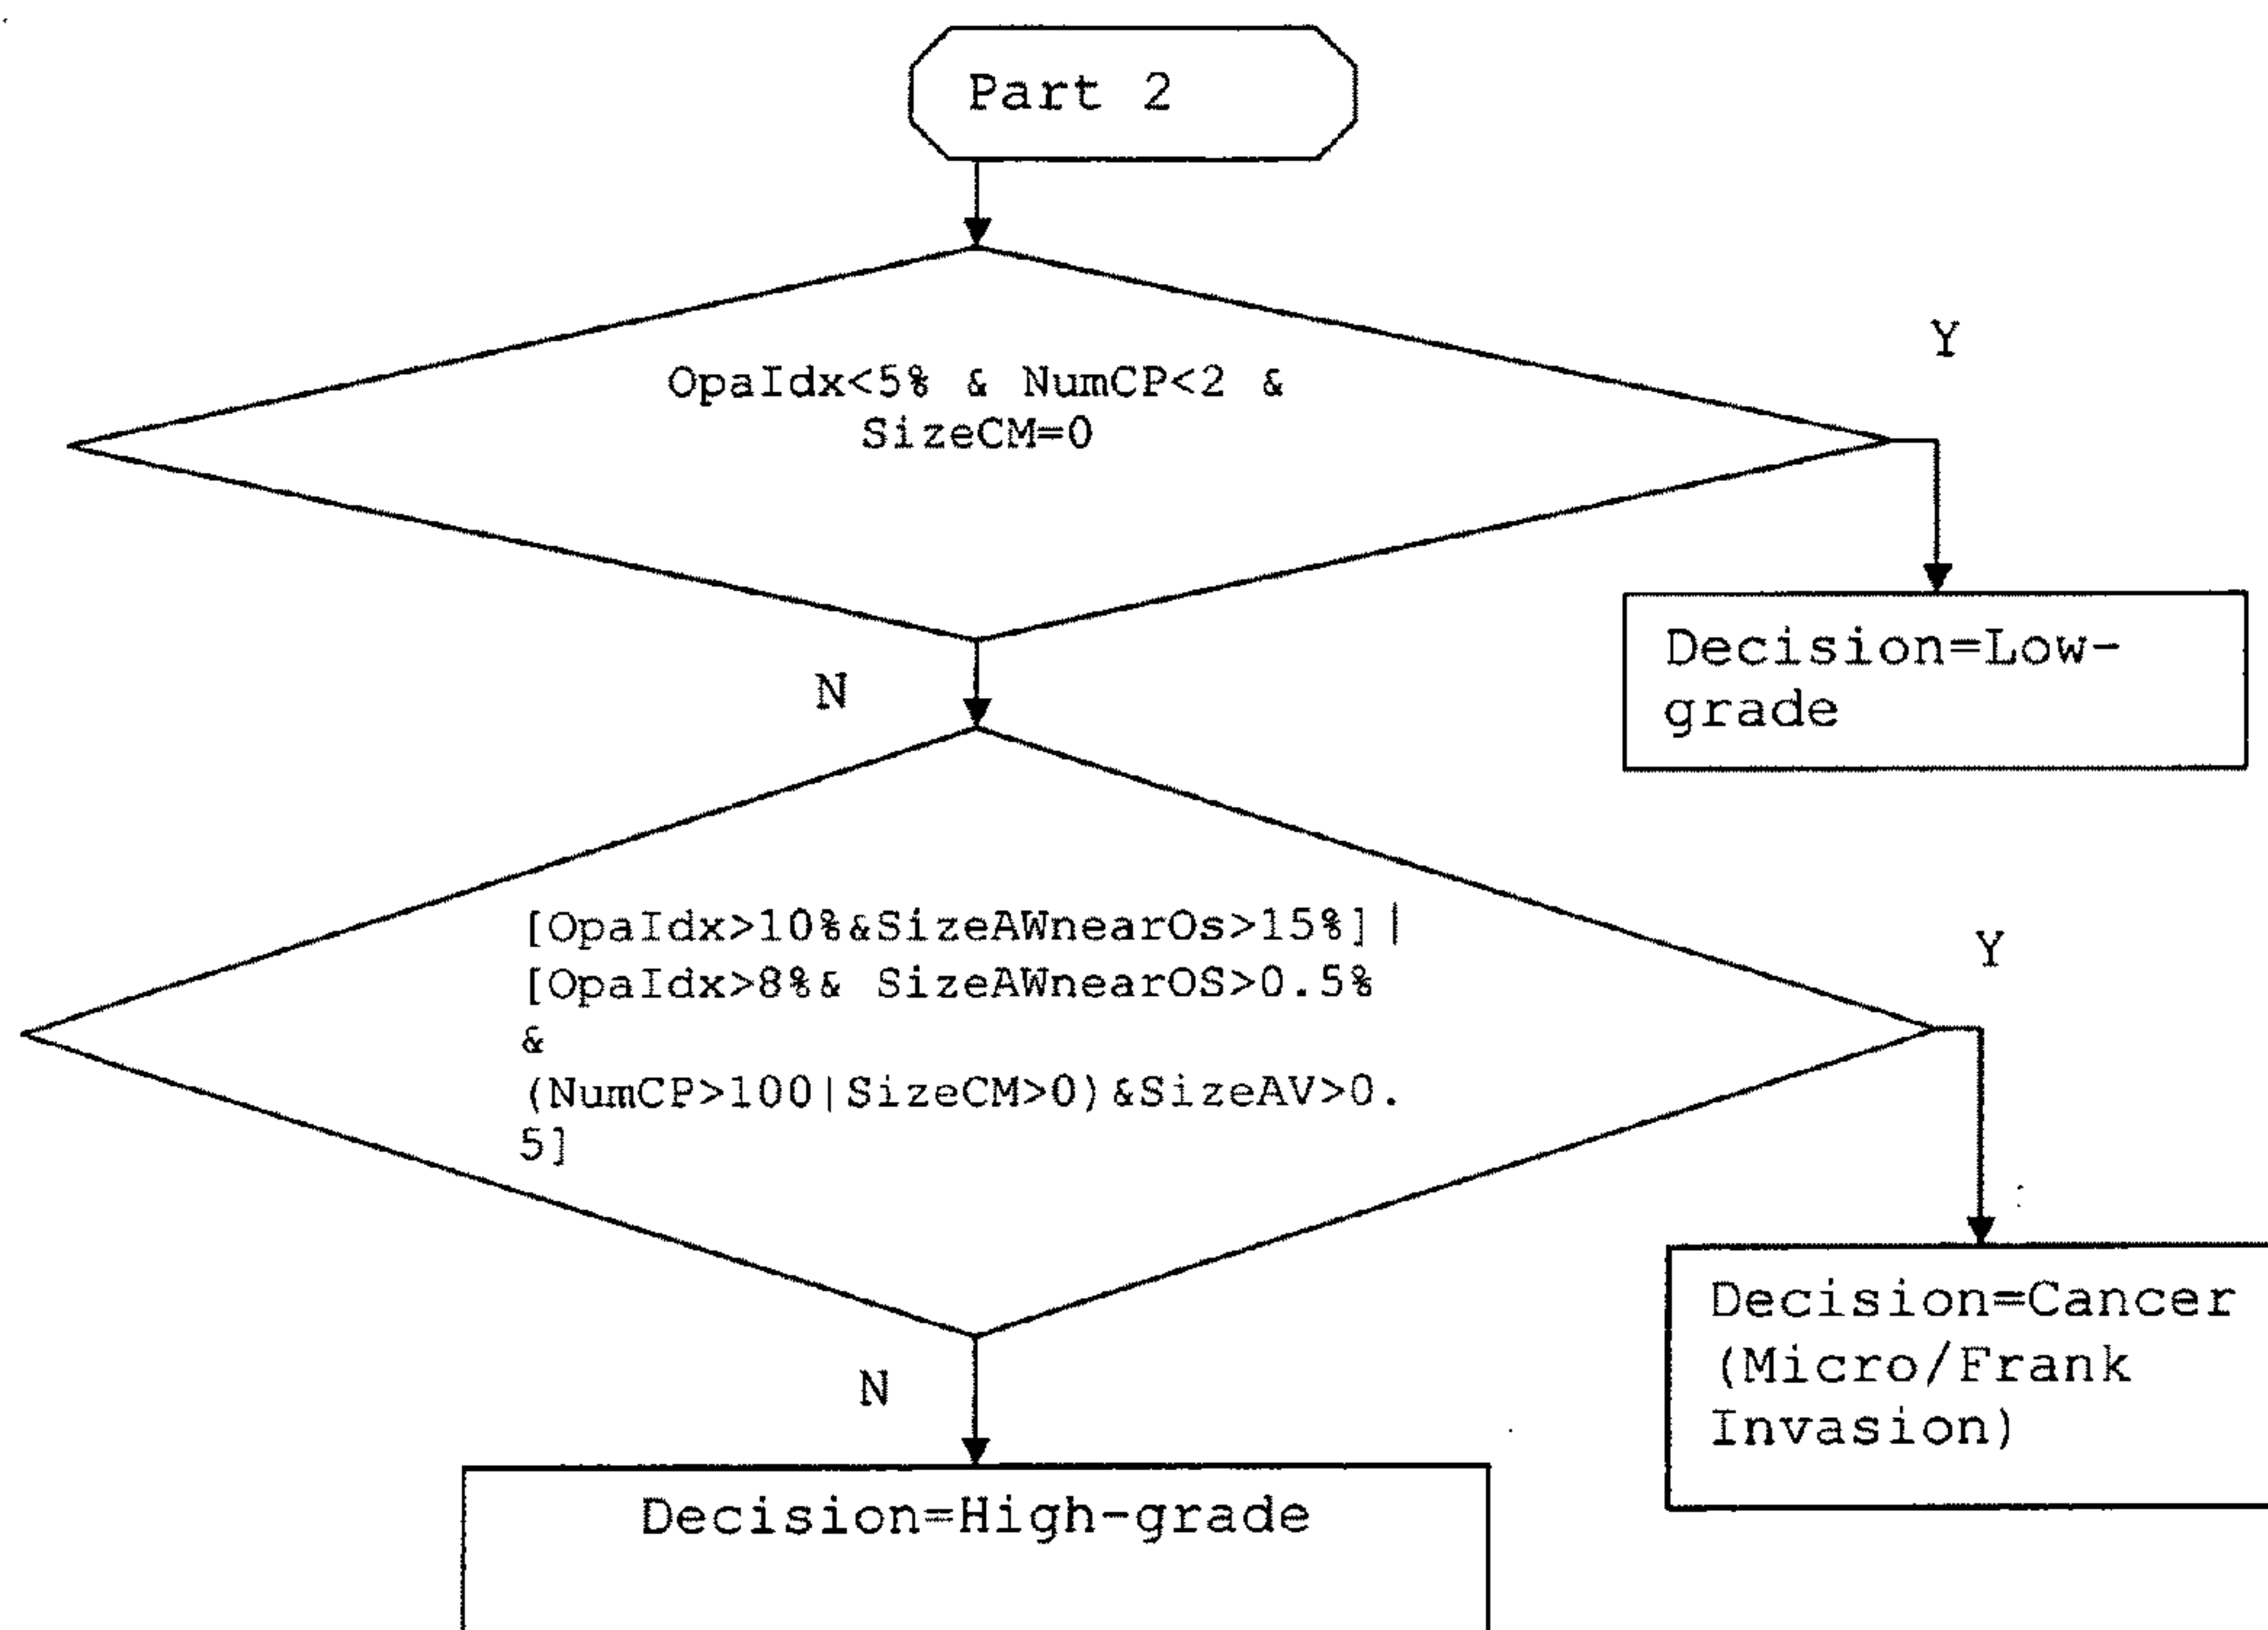 Part 2
OpaIdx<5% & NumCP<2 &
SizeCM=0
Y
Decision=Low-
grade
N
[OpaIdx>10%&SizeAWnearOs>15%]|
[OpaIdx>8%& SizeAWnearOS>0.5%
&
(NumCP>100|SizeCM>0)&SizeAV>0.
5]
Y
Decision=Cancer
(Micro/Frank
Invasion)
N
Decision=High-grade